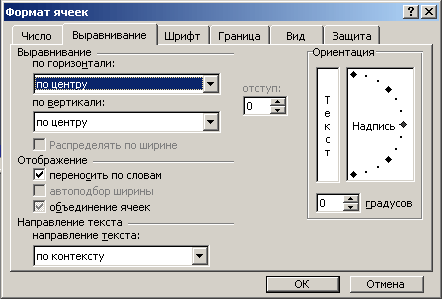 Формат ячеек
Число Выравнивание Шрифт Граница Вид Защита
Выравнивание
по горизонтали:
по центру
отступ:
0
по вертикали:
по центру
Распределять по ширине
Отображение
переносить по словам
автоподбор ширины
объединение ячеек
Направление текста
направление текста:
по контексту
Ориентация
Текст
Надпись
0 градусов
ОК Отмена